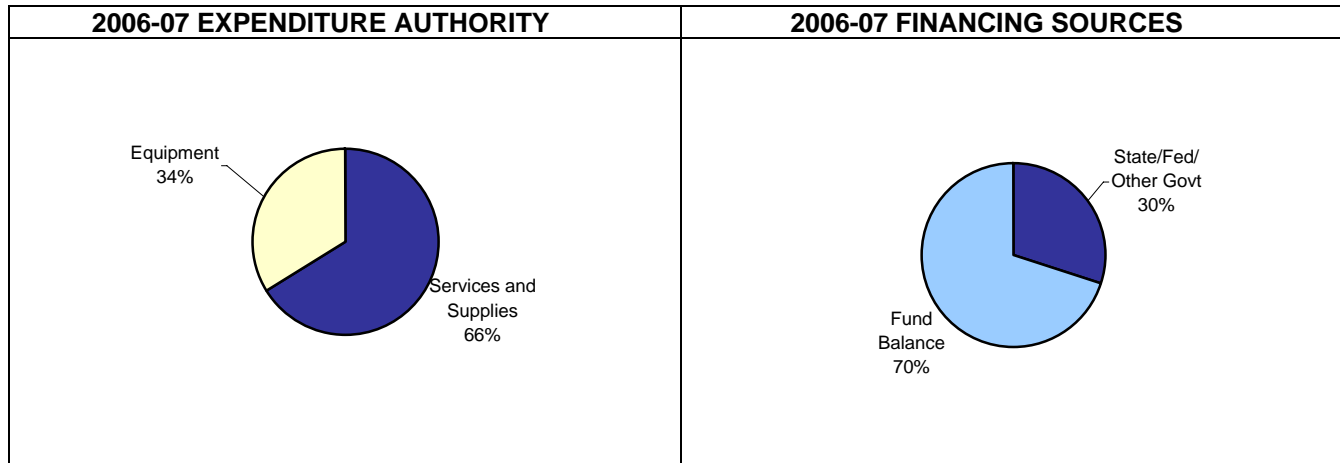 2006-07 EXPENDITURE AUTHORITY
Equipment
34%
Services and
Supplies
66%
2006-07 FINANCING SOURCES
State/Fed/
Other Govt
30%
Fund
Balance
70%